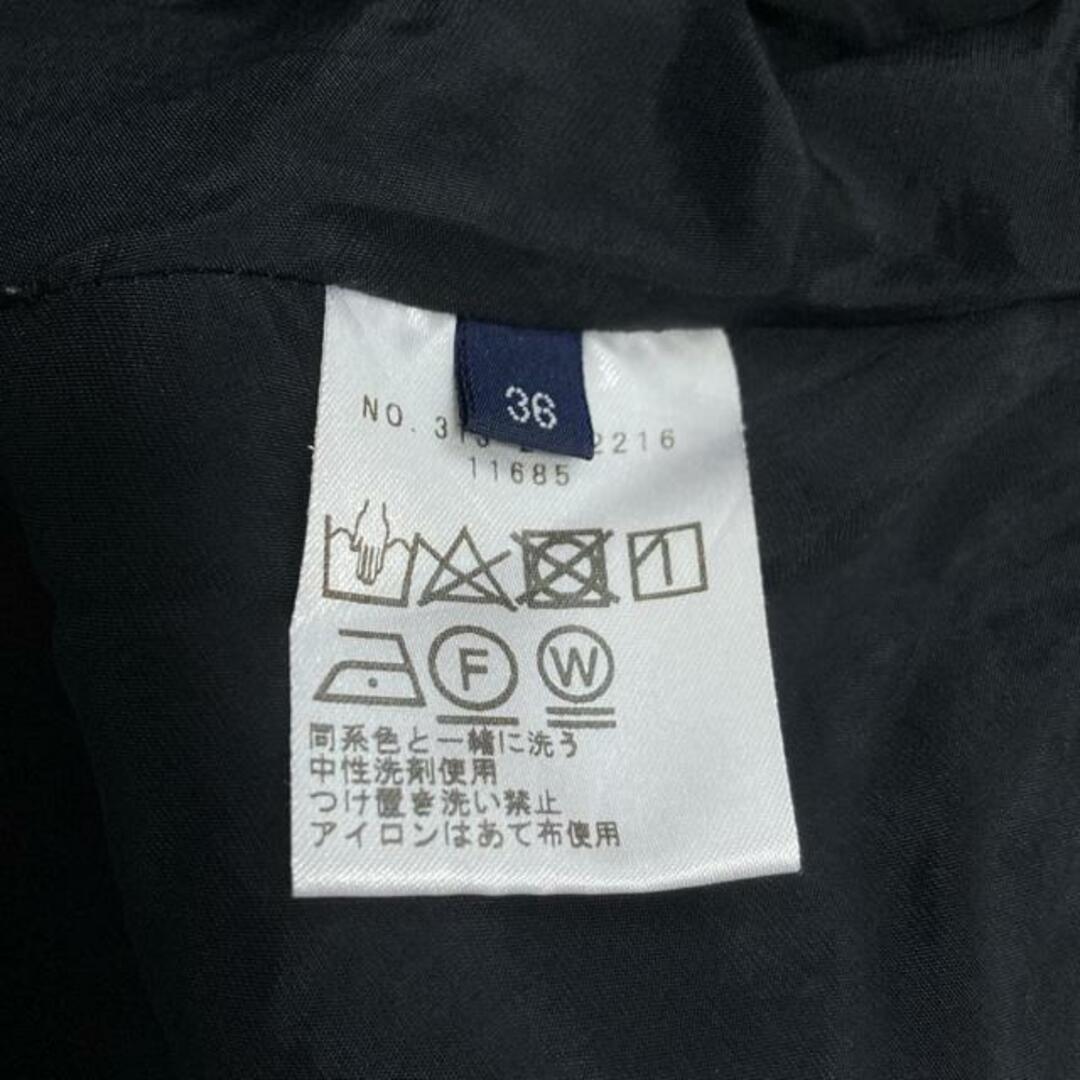 36
NO. 313 2216
11685
F W
同系色と一緒に洗う
中性洗剤使用
つけ置き洗い禁止
アイロンはあて布使用